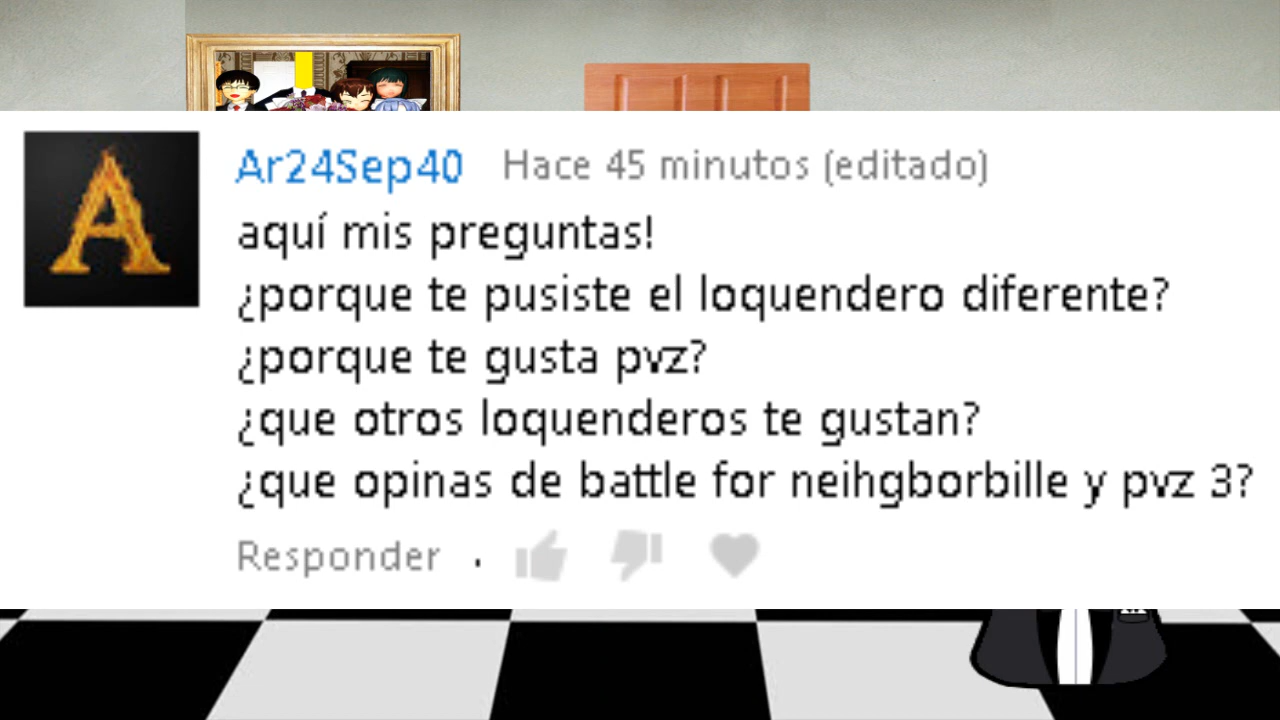 A
Ar24Sep40 Hace 45 minutos (editado)
aquí mis preguntas!
¿porque te pusiste el loquendero diferente?
¿porque te gusta pvz?
¿que otros loquenderos te gustan?
¿que opinas de battle for neihgborbille y pvz 3?
Responder .